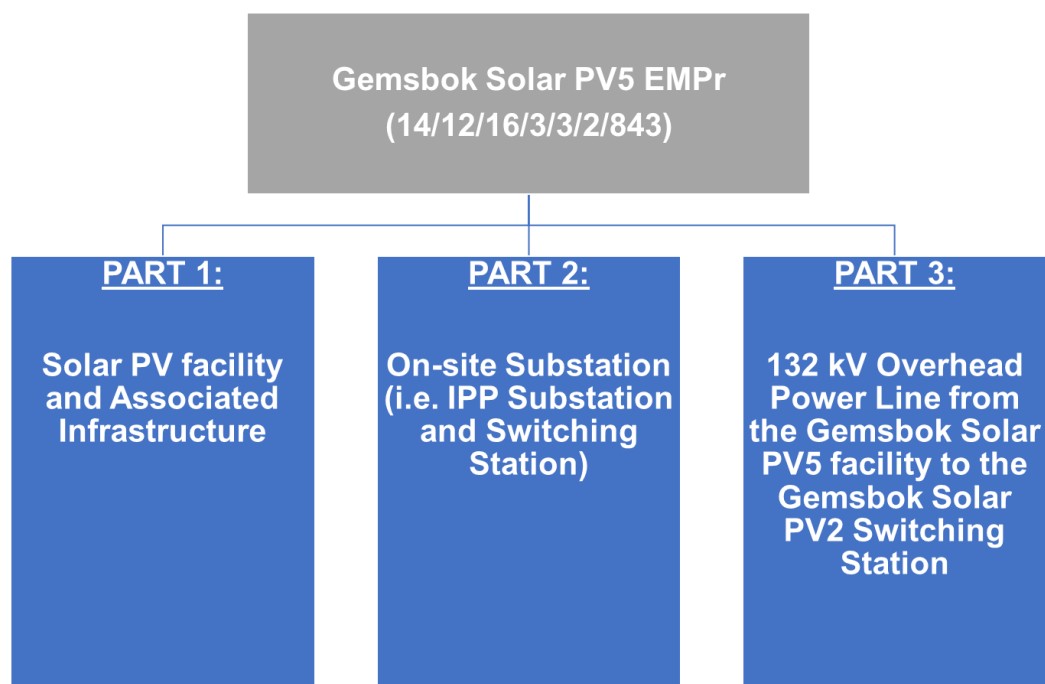 Gemsbok Solar PV5 EMPr
(14/12/16/3/3/2/843)
PART 1:
Solar PV facility
and Associated
Infrastructure
PART 2:
On-site Substation
(i.e. IPP Substation
and Switching
Station)
PART 3:
132 kV Overhead
Power Line from
the Gemsbok Solar
PV5 facility to the
Gemsbok Solar
PV2 Switching
Station